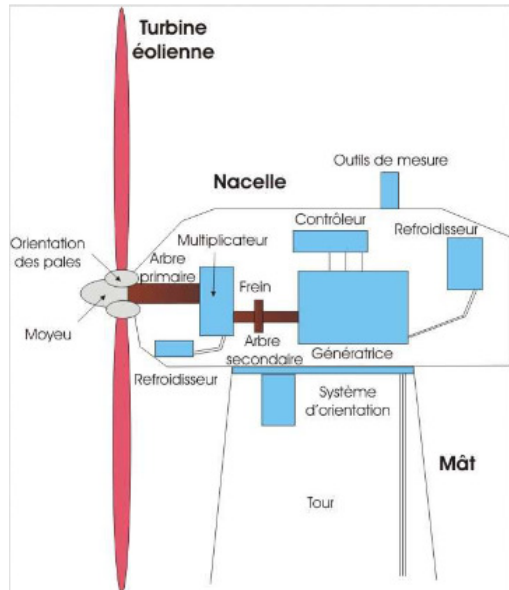 Turbine
éolienne
Outils de mesure
Nacelle
Contrôleur
Refroidisseur
Multiplicateur
Orientation
des pales
Arbre
primaire
Frein
Moyeu
Arbre
secondaire
Génératrice
Refroidisseur
Système
d'orientation
Mât
Tour